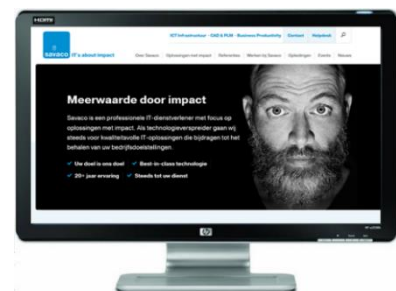 HDMI
ICT-Infrastructuur • CAD & PLM • Business Productivity Contact Helpdesk
savaco IT's about impact
Over Savaco Oplossingen met impact Referenties Werken bij Savaco Opleidingen Events Nieuws
Meerwaarde door impact
Savaco is een professionele IT-dienstverlener met focus op
oplossingen met impact. Als technologieverspreider gaan wij
steeds voor kwaliteitsvolle IT-oplossingen die bijdragen tot het
behalen van uw bedrijfsdoelstellingen.
✓ Uw doel is ons doel ✓ Best-in-class technologie
✓ 20+ jaar ervaring ✓ Steeds tot uw dienst
hp